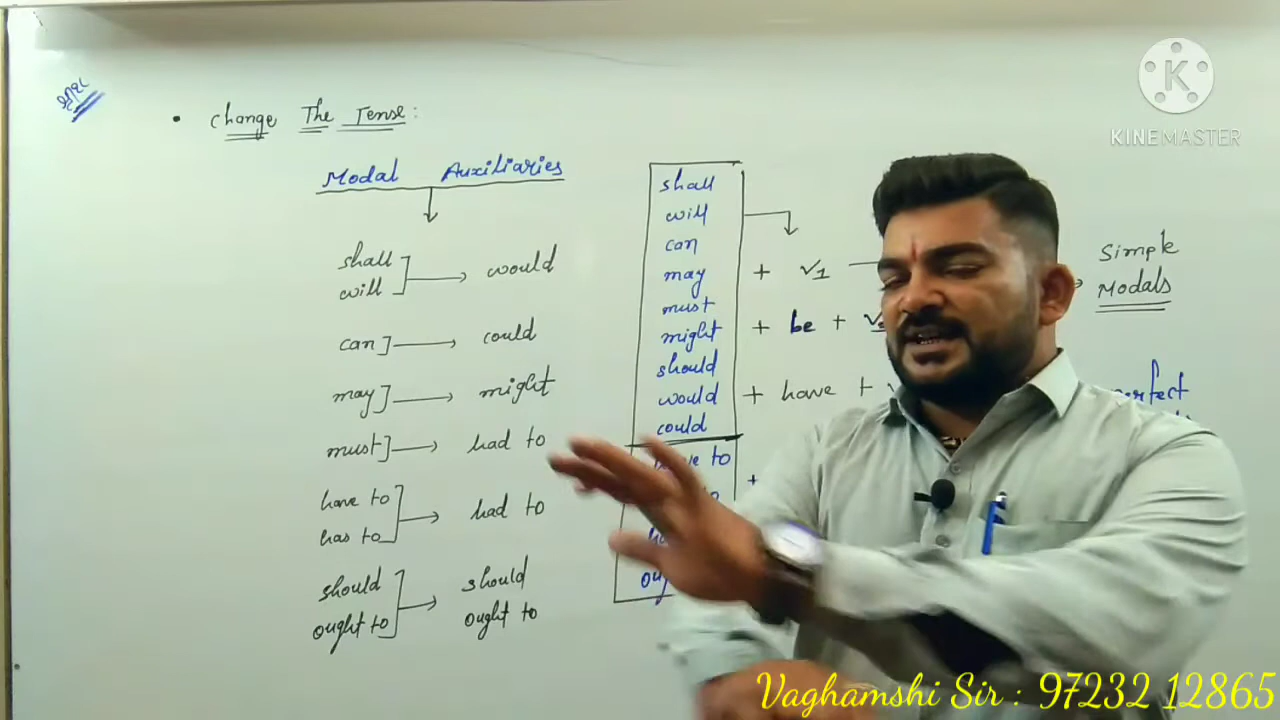 • Change The Tense:
Modal Auxiliaries
shall
will
would
can
could
may
might
must
had to
have to
has to
had to
should
ought to
should
ought to
shall
will
can
may
must
might
should
would
could
have to
+ V1
+ be +
+ have +
+
Simple
Modals
KINEMASTER
Vaghamshi Sir : 97232 12865